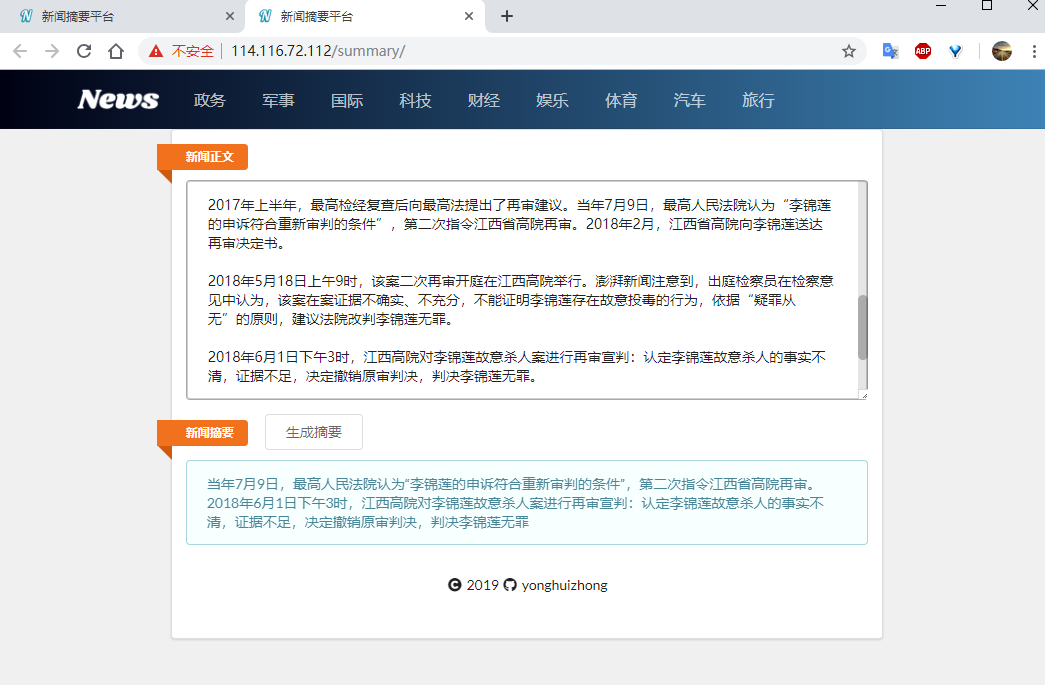 新闻摘要平台
新闻摘要平台
不安全 | 114.116.72.112/summary/
ABP
News 政务 军事 国际 科技 财经 娱乐 体育 汽车 旅行
新闻正文
2017年上半年，最高检经复查后向最高法提出了再审建议。当年7月9日，最高人民法院认为“李锦莲
的申诉符合重新审判的条件”，第二次指令江西省高院再审。2018年2月，江西省高院向李锦莲送达
再审决定书。
2018年5月18日上午9时，该案二次再审开庭在江西高院举行。澎湃新闻注意到，出庭检察员在检察意
见中认为，该案在案证据不确实、不充分，不能证明李锦莲存在故意投毒的行为，依据“疑罪从
无”的原则，建议法院改判李锦莲无罪。
2018年6月1日下午3时，江西高院对李锦莲故意杀人案进行再审宣判：认定李锦莲故意杀人的事实不
清，证据不足，决定撤销原审判决，判决李锦莲无罪。
新闻摘要 生成摘要
当年7月9日，最高人民法院认为“李锦莲的申诉符合重新审判的条件”，第二次指令江西省高院再审。
2018年6月1日下午3时，江西高院对李锦莲故意杀人案进行再审宣判：认定李锦莲故意杀人的事实不
清，证据不足，决定撤销原审判决，判决李锦莲无罪
© 2019 yonghuizhong